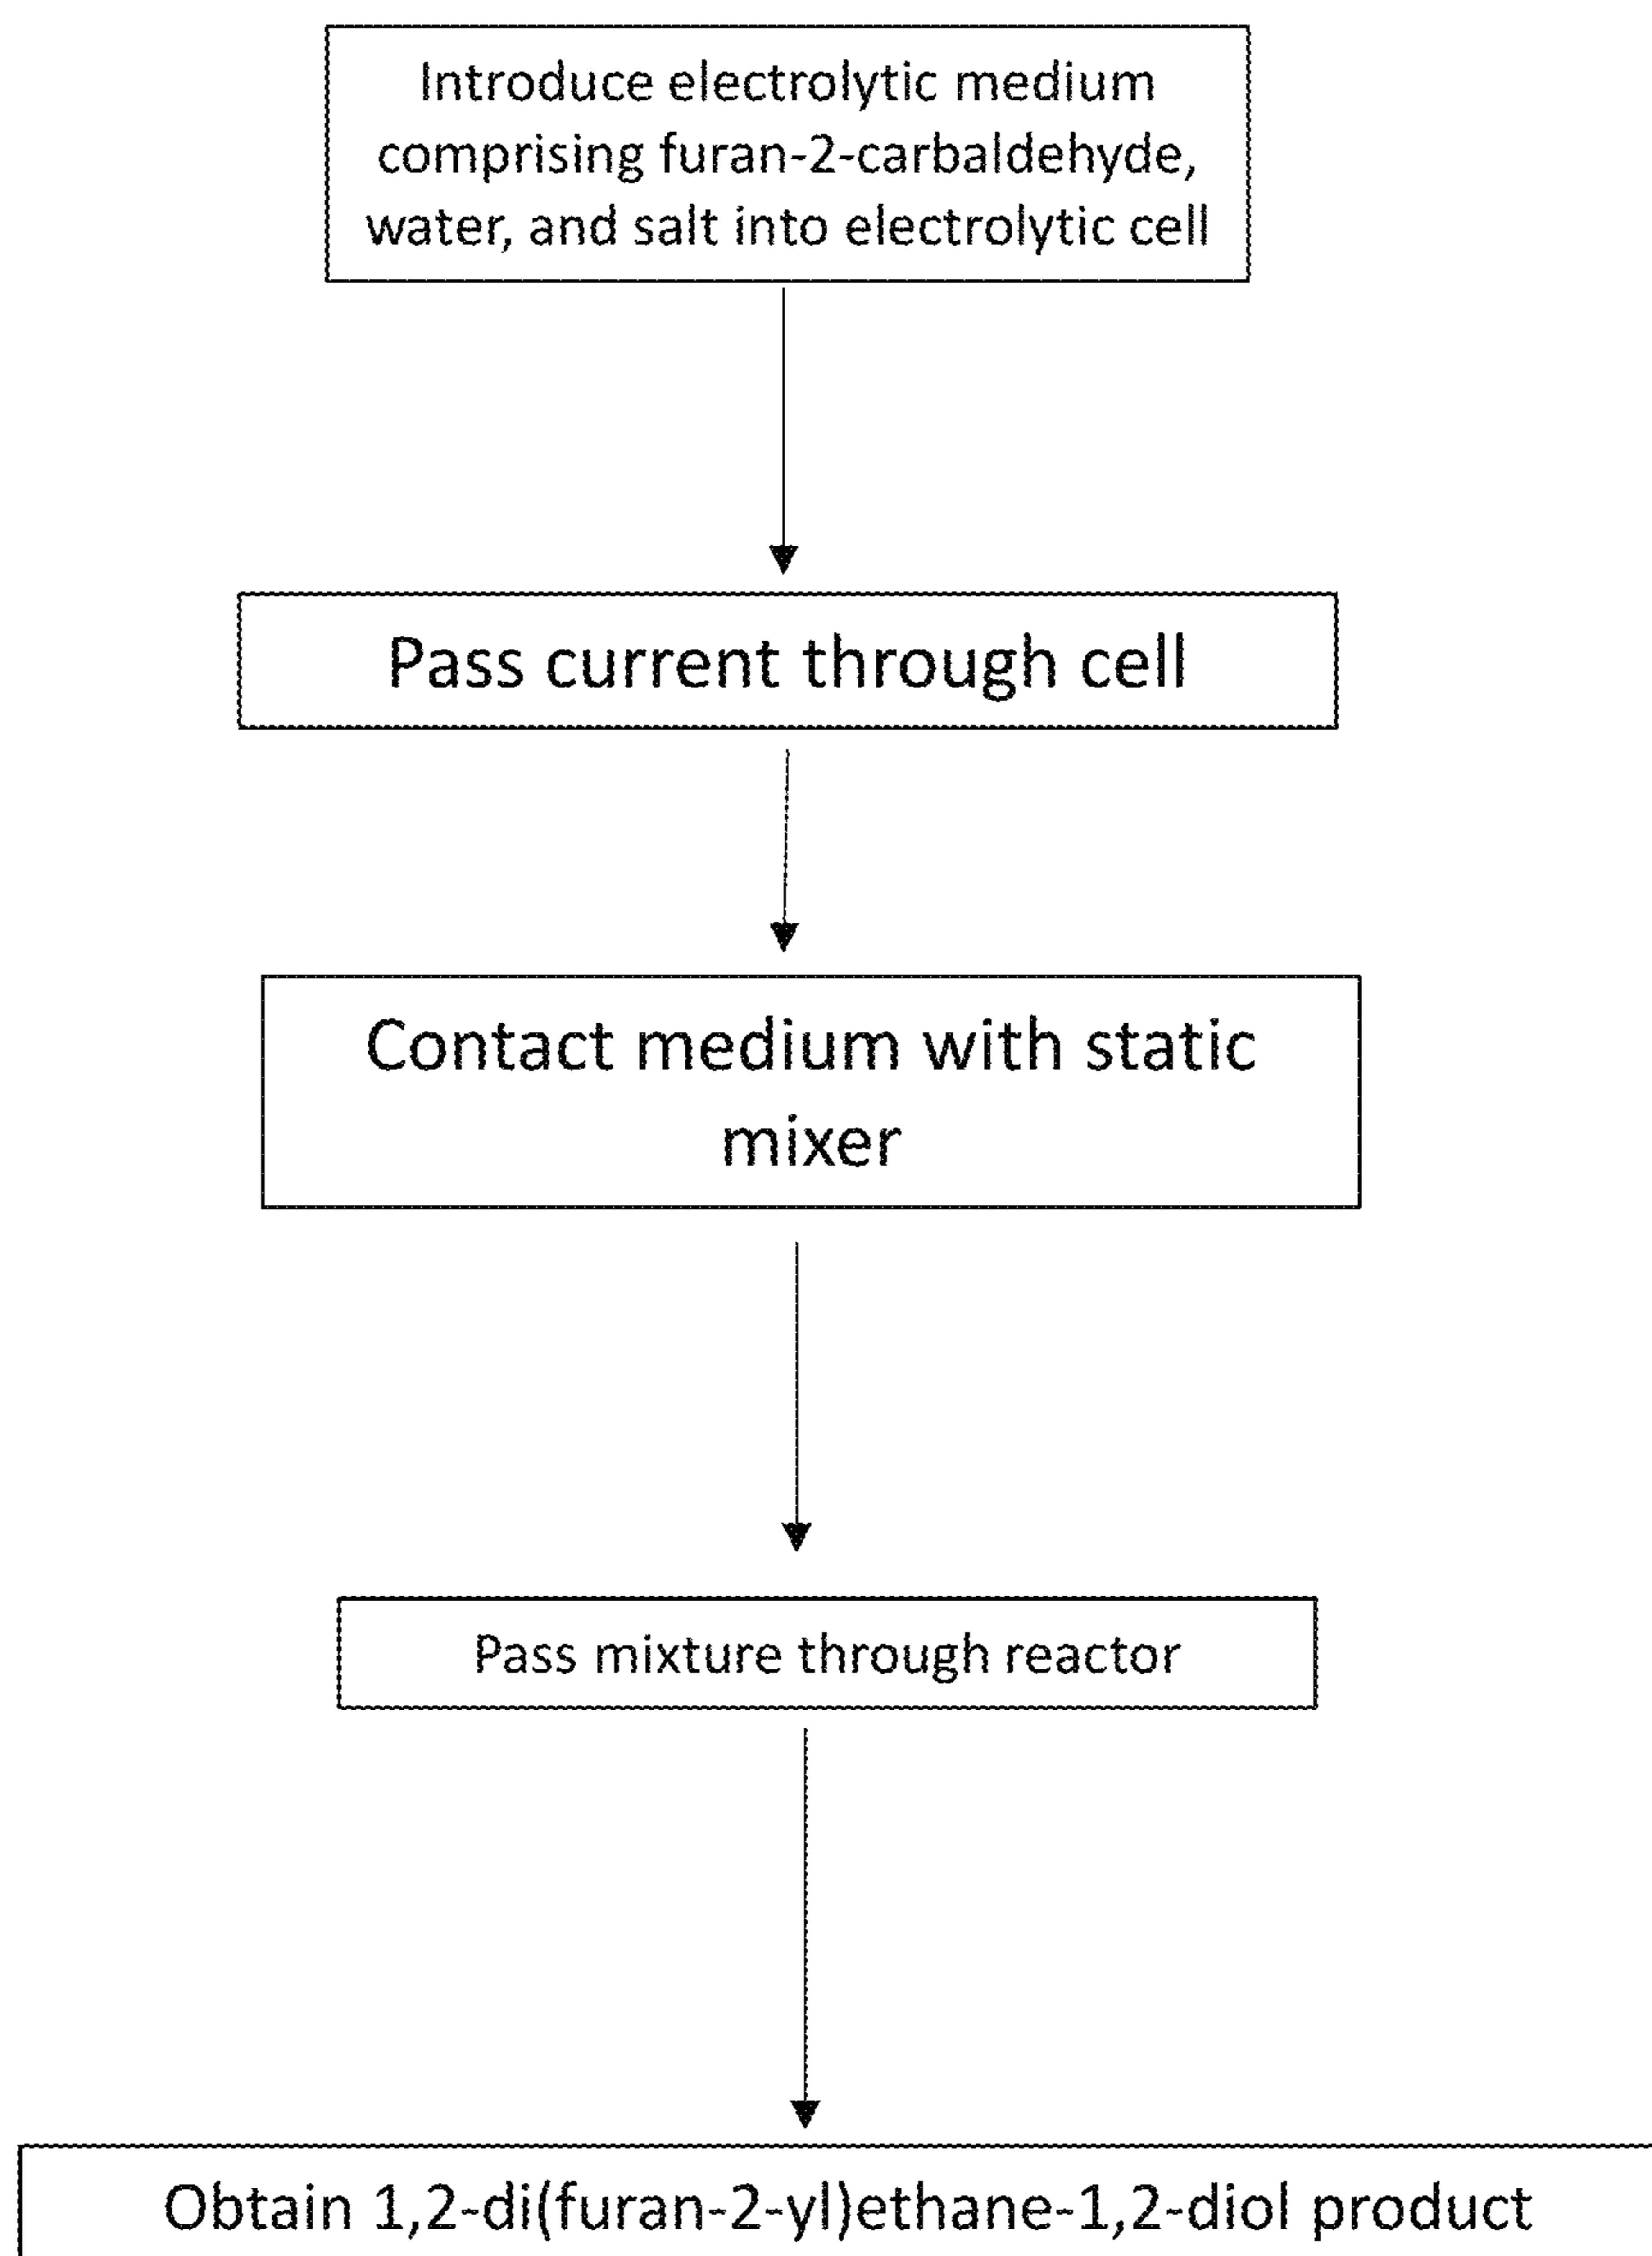 Introduce electrolytic medium
comprising furan-2-carbaldehyde,
water, and salt into electrolytic cell
Pass current through cell
Contact medium with static
mixer
Pass mixture through reactor
Obtain 1,2-di(furan-2-yl)ethane-1,2-diol product